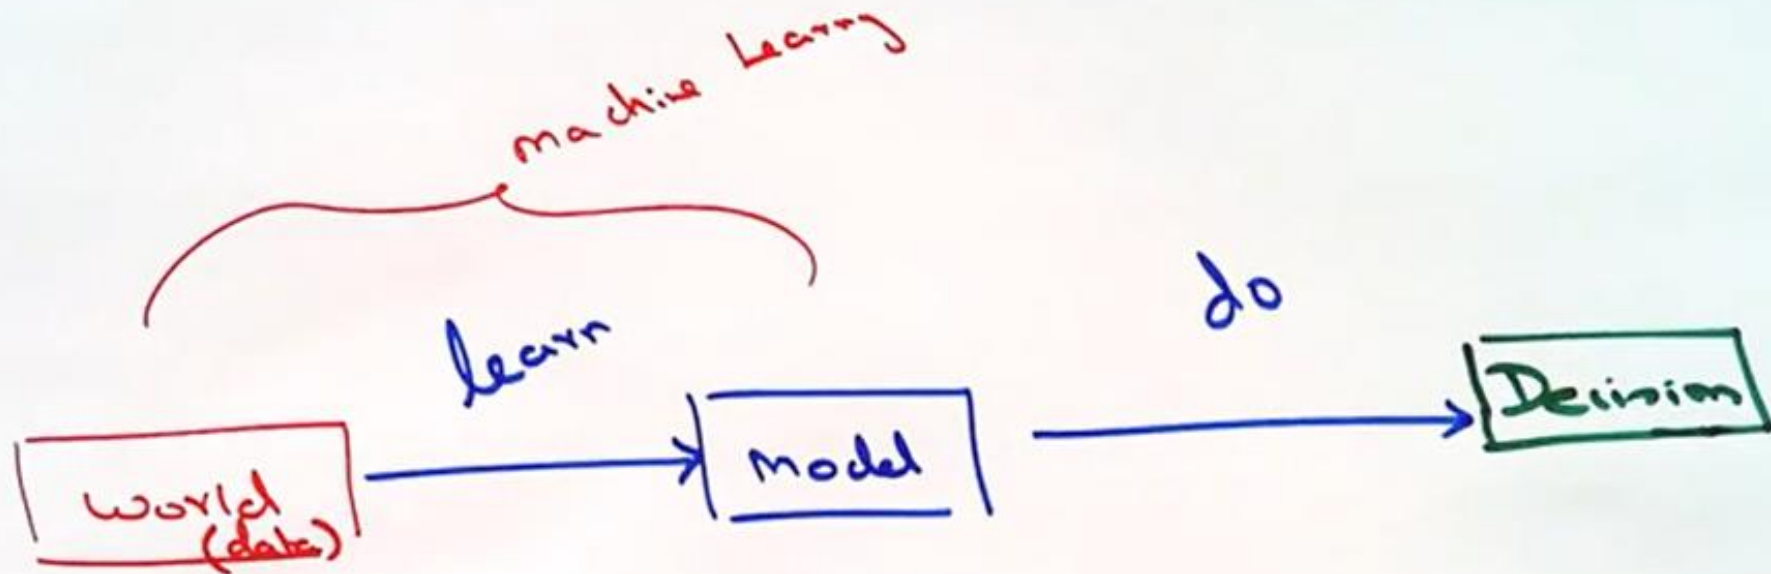 machine Learning
learn
do
world
(data)
model
Decision